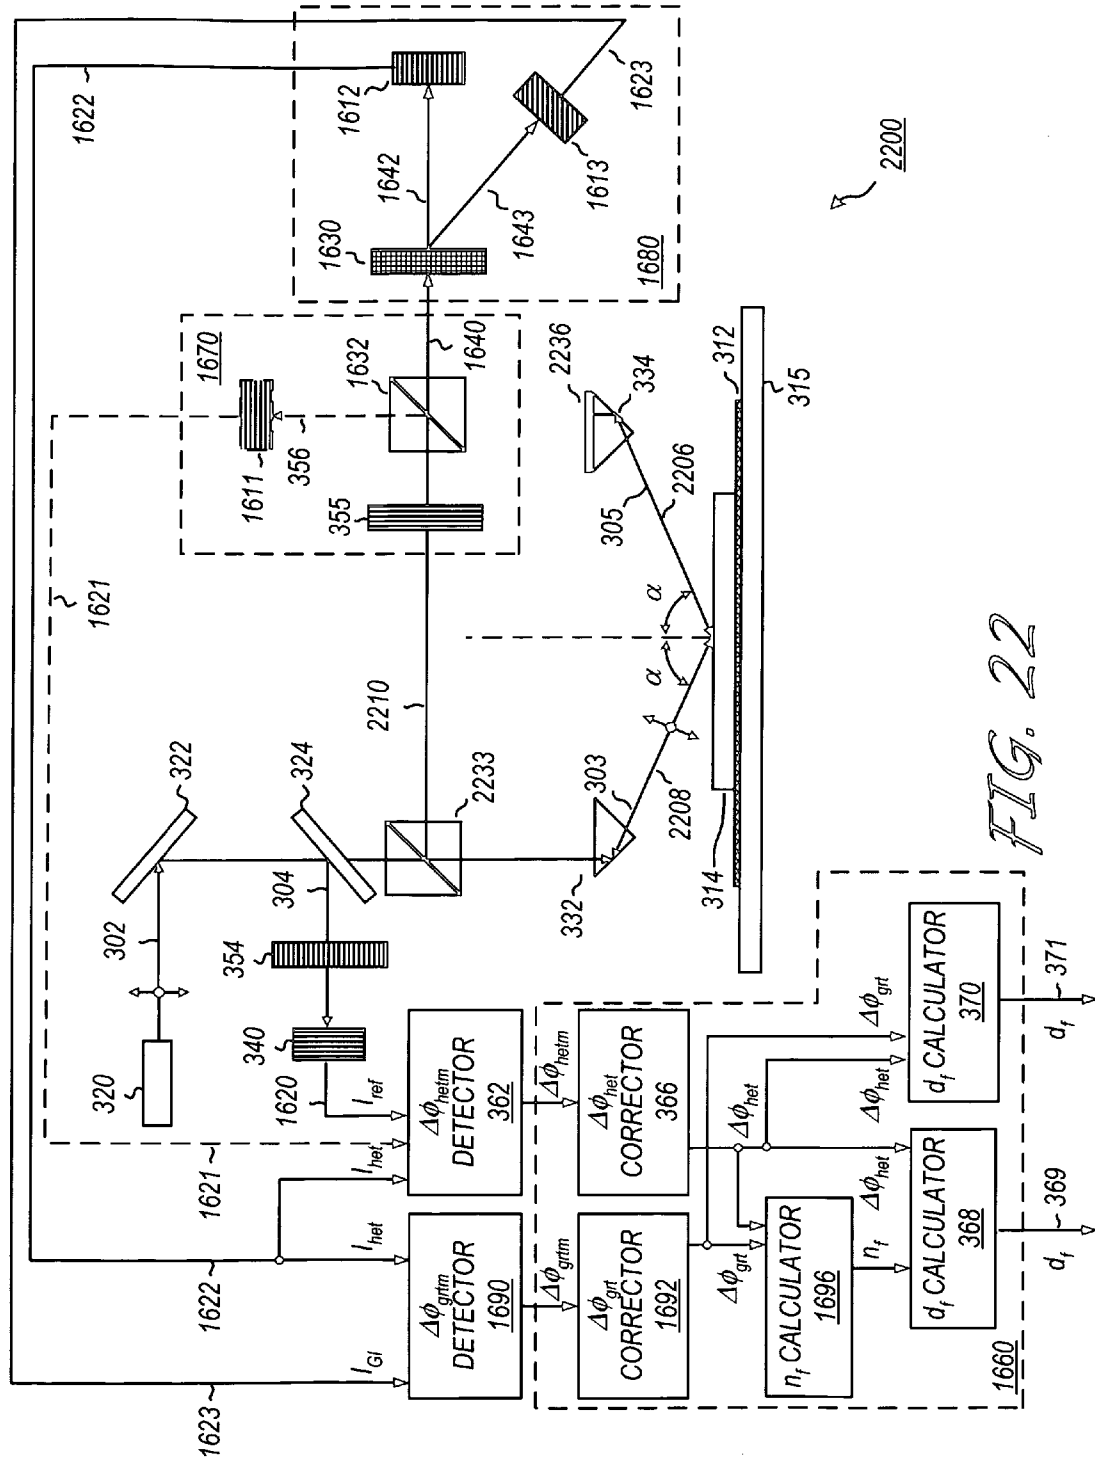 1622
1612
1623
1613
1642
1643
1630
1680
2200
1670
1632
1640
1611
356
355
1621
2236
334
305
2206
312
315
α
α
2210
322
324
2233
303
2208
332
314
302
304
354
320
340
1620
I_ref
I_het
1621
I_het
1622
I_GI
1623
Δϕ_hetm
DETECTOR
362
Δϕ_grtm
DETECTOR
1690
Δϕ_hetm
Δϕ_grtm
Δϕ_het
CORRECTOR
366
Δϕ_grt
CORRECTOR
1692
Δϕ_het
Δϕ_grt
n_f CALCULATOR
1696
n_f
Δϕ_grt
Δϕ_het
Δϕ_het
d_f CALCULATOR
370
d_f CALCULATOR
368
1660
371
d_f
369
d_f
FIG. 22